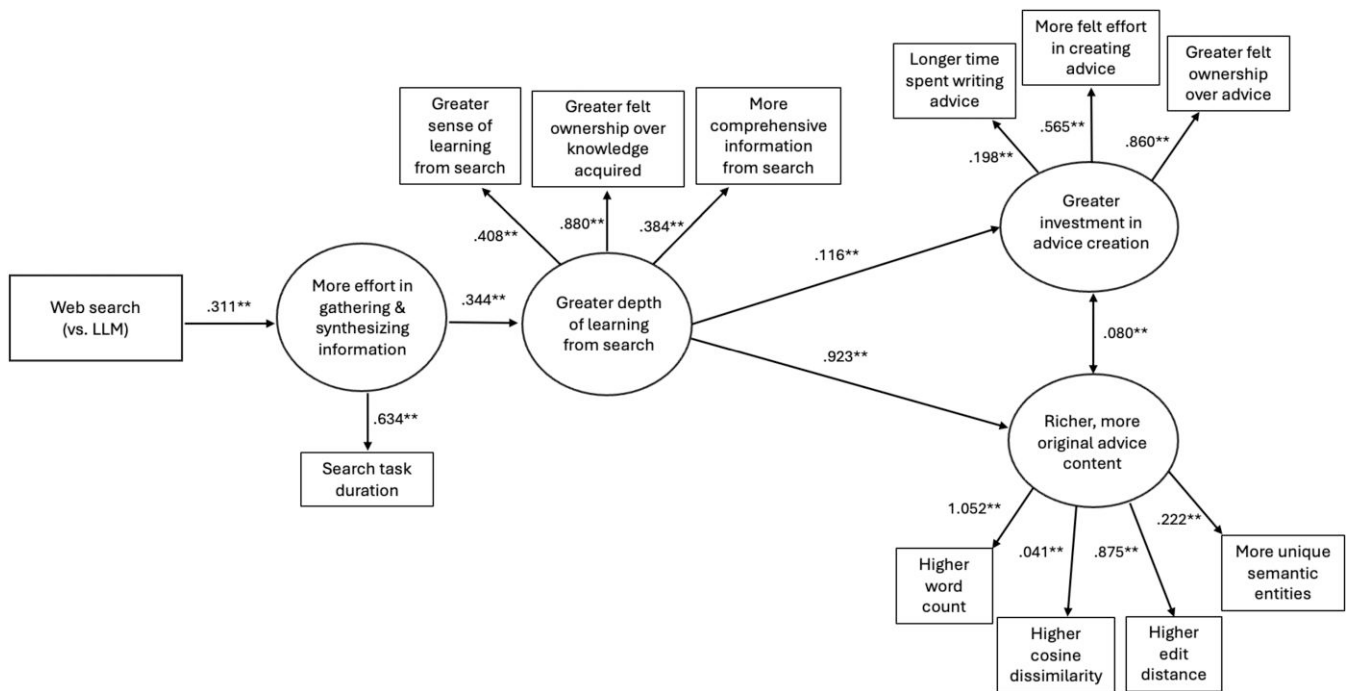 More felt effort
in creating
advice
Longer time
spent writing
advice
Greater felt
ownership
over advice
.198**
.565**
.860**
Greater
investment in
advice creation
Greater
sense of
learning
from search
Greater felt
ownership over
knowledge
acquired
More
comprehensive
information
from search
.408**
.880**
.384**
Web search
(vs. LLM)
.311**
More effort in
gathering &
synthesizing
information
.344**
Greater depth
of learning
from search
.116**
.923**
.080**
.634**
Search task
duration
Richer, more
original advice
content
1.052**
.041**
.875**
.222**
Higher
word
count
Higher
cosine
dissimilarity
Higher
edit
distance
More unique
semantic
entities